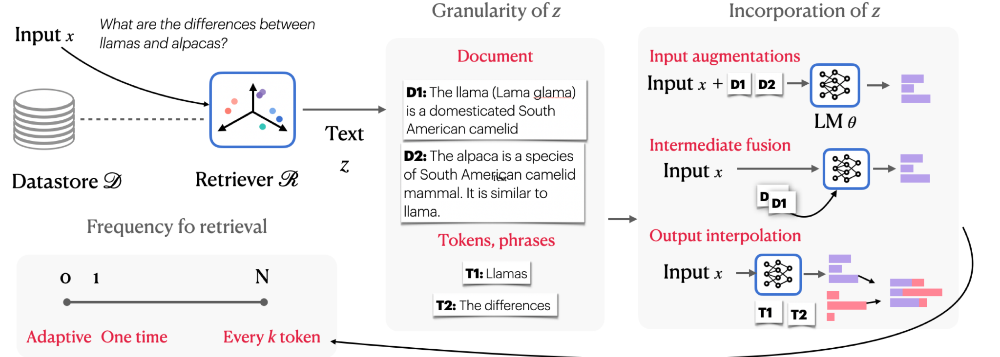 Input x
What are the differences between
llamas and alpacas?
Datastore 𝒟
Retriever ℛ
Text
z
Frequency fo retrieval
0 1 N
Adaptive One time Every k token
Granularity of z
Document
D1: The llama (Lama glama)
is a domesticated South
American camelid
D2: The alpaca is a species
of South American camelid
Text
mammal. It is similar to
llama.
Tokens, phrases
T1: Llamas
T2: The differences
Incorporation of z
Input augmentations
Input x + D1 D2
LM θ
Intermediate fusion
Input x
D
D1
Output interpolation
Input x
T1 T2